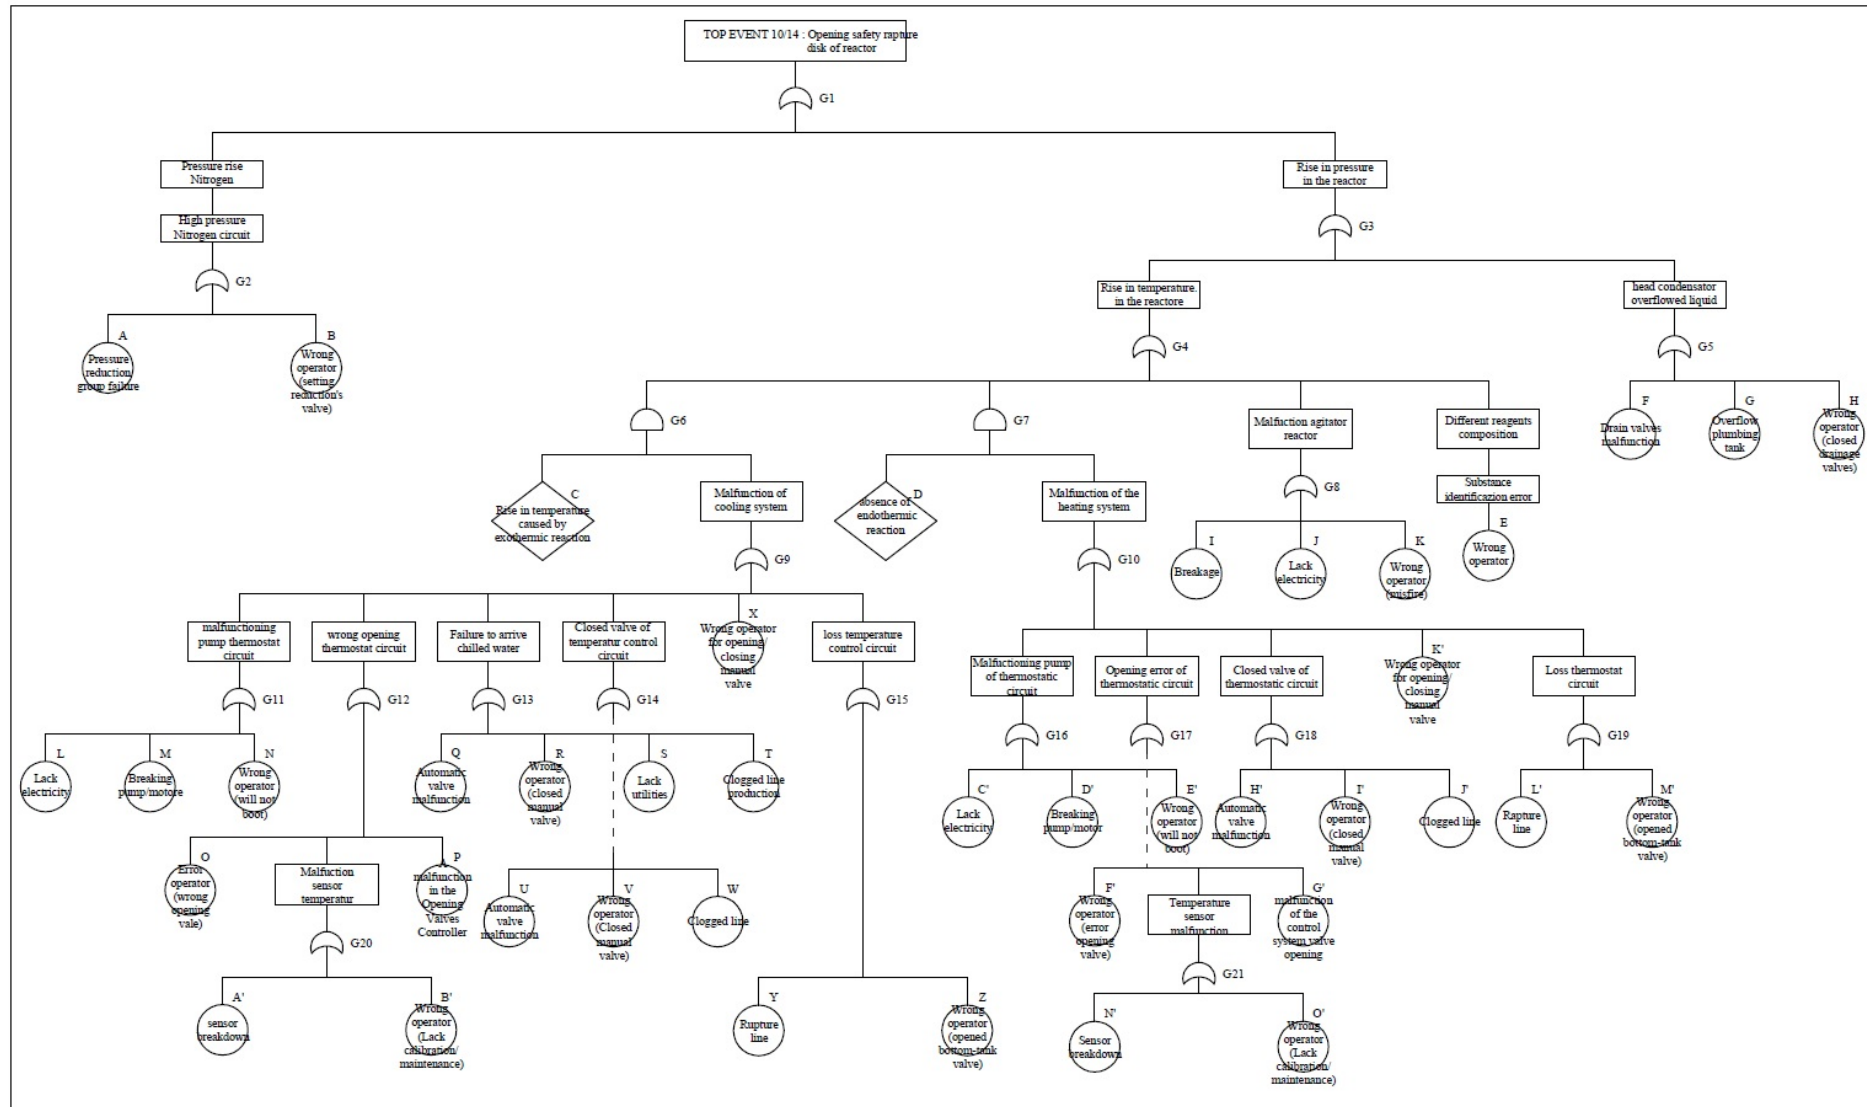 TOP EVENT 10/14 : Opening safety rapture
disk of reactor
G1
Pressure rise
Nitrogen
Rise in pressure
in the reactor
High pressure
Nitrogen circuit
G3
G2
Rise in temperature.
in the reactore
head condensator
overflowed liquid
A
Pressure
reduction
group failure
B
Wrong
operator
(setting
reduction's
valve)
G4
G5
G6
G7
Malfuction agitator
reactor
Different reagents
composition
F
Drain valves
malfunction
G
Overflow
plumbing
tank
H
Wrong
operator
(closed
drainage
valves)
C
Rise in temperature
caused by
exothermic reaction
Malfunction of
cooling system
D
absence of
endothermic
reaction
Malfunction of the
heating system
G8
Substance
identificazion error
G9
G10
I
Breakage
J
Lack
electricity
K
Wrong
operator
(misfire)
E
Wrong
operator
malfunctioning
pump thermostat
circuit
wrong opening
thermostat circuit
Failure to arrive
chilled water
Closed valve of
temperatur control
circuit
X
Wrong operator
for opening/
closing
manual
valve
loss temperature
control circuit
Malfuctioning pump
of thermostatic
circuit
Opening error of
thermostatic circuit
Closed valve of
thermostatic circuit
K'
Wrong operator
for opening/
closing
manual
valve
Loss thermostat
circuit
G11
G12
G13
G14
G15
G16
G17
G18
G19
L
Lack
electricity
M
Breaking
pump/motore
N
Wrong
operator
(will not
boot)
Q
Automatic
valve
malfunction
R
Wrong
operator
(closed
manual
valve)
S
Lack
utilities
T
Clogged line
production
C'
Lack
electricity
D'
Breaking
pump/motor
E'
Wrong
operator
(will not
boot)
H'
Automatic
valve
malfunction
I'
Wrong
operator
(closed
manual
valve)
J'
Clogged line
L'
Rapture
line
M'
Wrong
operator
(opened
bottom-tank
valve)
O
Error
operator
(wrong
opening
vale)
Malfuction
sensor
temperatur
P
A
malfunction
in the
Opening
Valves
Controller
U
Automatic
valve
malfunction
V
Wrong
operator
(Closed
manual
valve)
W
Clogged line
F'
Wrong
operator
(error
opening
valve)
Temperature
sensor
malfunction
G'
malfunction
of the
control
system valve
opening
G20
G21
A'
sensor
breakdown
B'
Wrong
operator
(Lack
calibration/
maintenance)
Y
Rupture
line
Z
Wrong
operator
(opened
bottom-tank
valve)
N'
Sensor
breakdown
O'
Wrong
operator
(Lack
calibration/
maintenance)